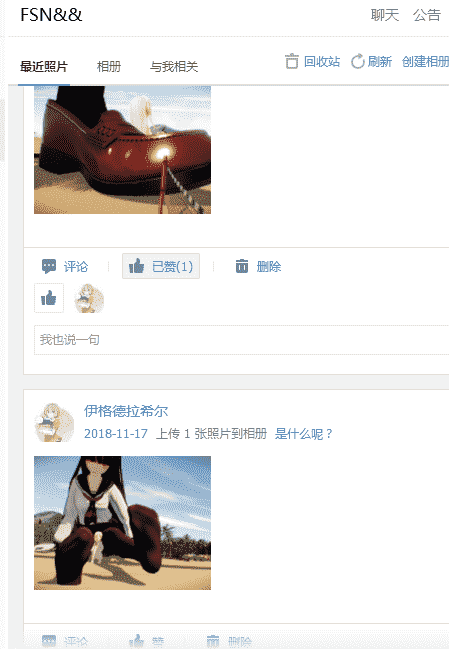 FSN&& 聊天 公告
最近照片 相册 与我相关 回收站 刷新 创建相册
评论 已赞(1) 删除
我也说一句
伊格德拉希尔
2018-11-17 上传 1 张照片到相册 是什么呢？
评论 赞 删除